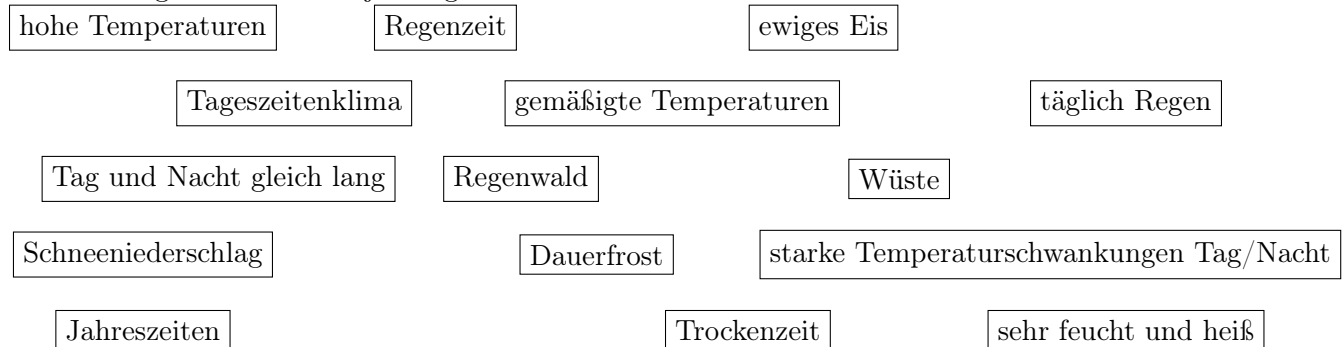 hohe Temperaturen Regenzeit ewiges Eis
Tageszeitenklima gemäßigte Temperaturen täglich Regen
Tag und Nacht gleich lang Regenwald Wüste
Schneeniederschlag Dauerfrost starke Temperaturschwankungen Tag/Nacht
Jahreszeiten Trockenzeit sehr feucht und heiß